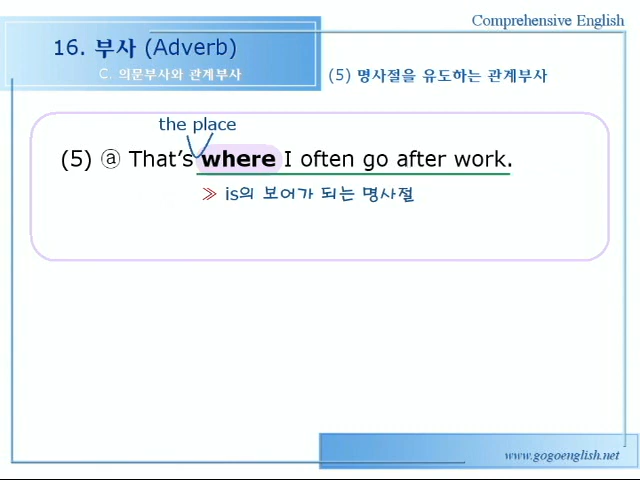 Comprehensive English
16. 부사 (Adverb)
C. 의문부사와 관계부사
(5) 명사절을 유도하는 관계부사
the place
(5) ⓐ That's where I often go after work.
≫ is의 보어가 되는 명사절
www.gogoenglish.net